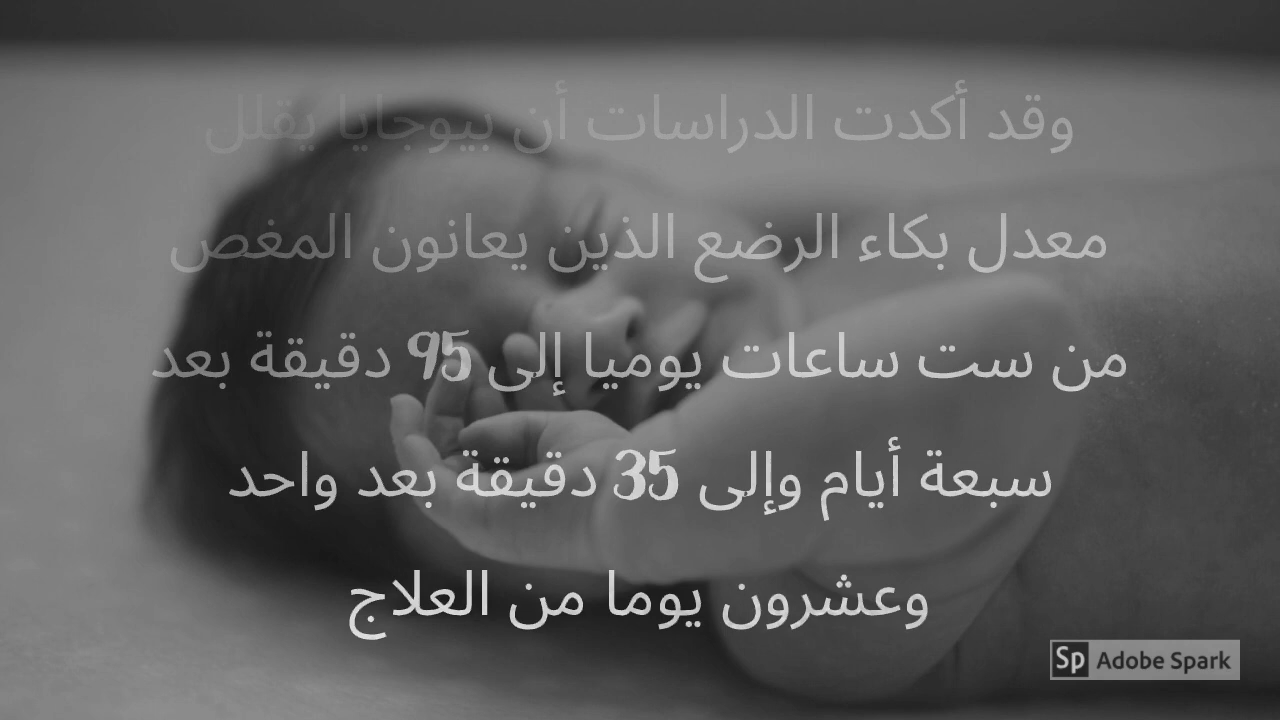 وقد أكدت الدراسات أن بيوجايا يقلل
معدل بكاء الرضع الذين يعانون المغص
من ست ساعات يوميا إلى 95 دقيقة بعد
سبعة أيام وإلى 35 دقيقة بعد واحد
وعشرون يوما من العلاج
Sp Adobe Spark